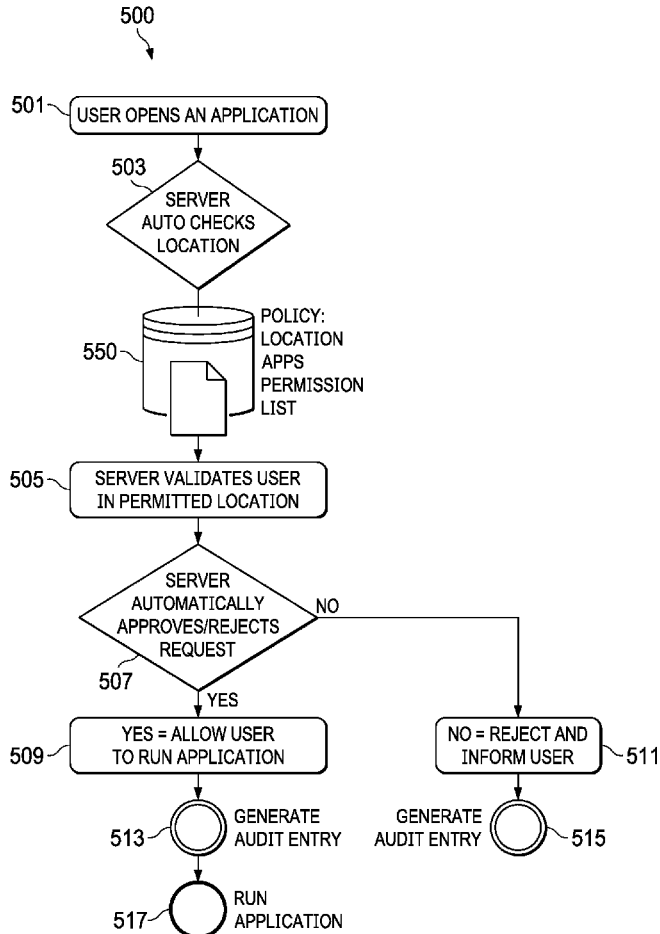 500
501
USER OPENS AN APPLICATION
503
SERVER
AUTO CHECKS
LOCATION
550
POLICY:
LOCATION
APPS
PERMISSION
LIST
505
SERVER VALIDATES USER
IN PERMITTED LOCATION
SERVER
AUTOMATICALLY
APPROVES/REJECTS
REQUEST
507
NO
YES
509
YES = ALLOW USER
TO RUN APPLICATION
NO = REJECT AND
INFORM USER
511
513
GENERATE
AUDIT ENTRY
GENERATE
AUDIT ENTRY
515
517
RUN
APPLICATION